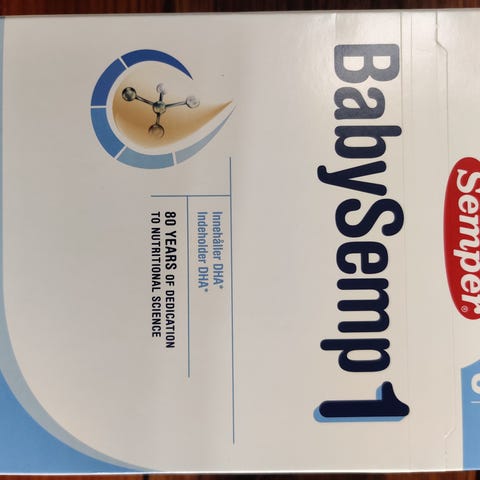 Semper®
BabySemp 1
Innehåller DHA*
Indeholder DHA*
80 YEARS OF DEDICATION
TO NUTRITIONAL SCIENCE